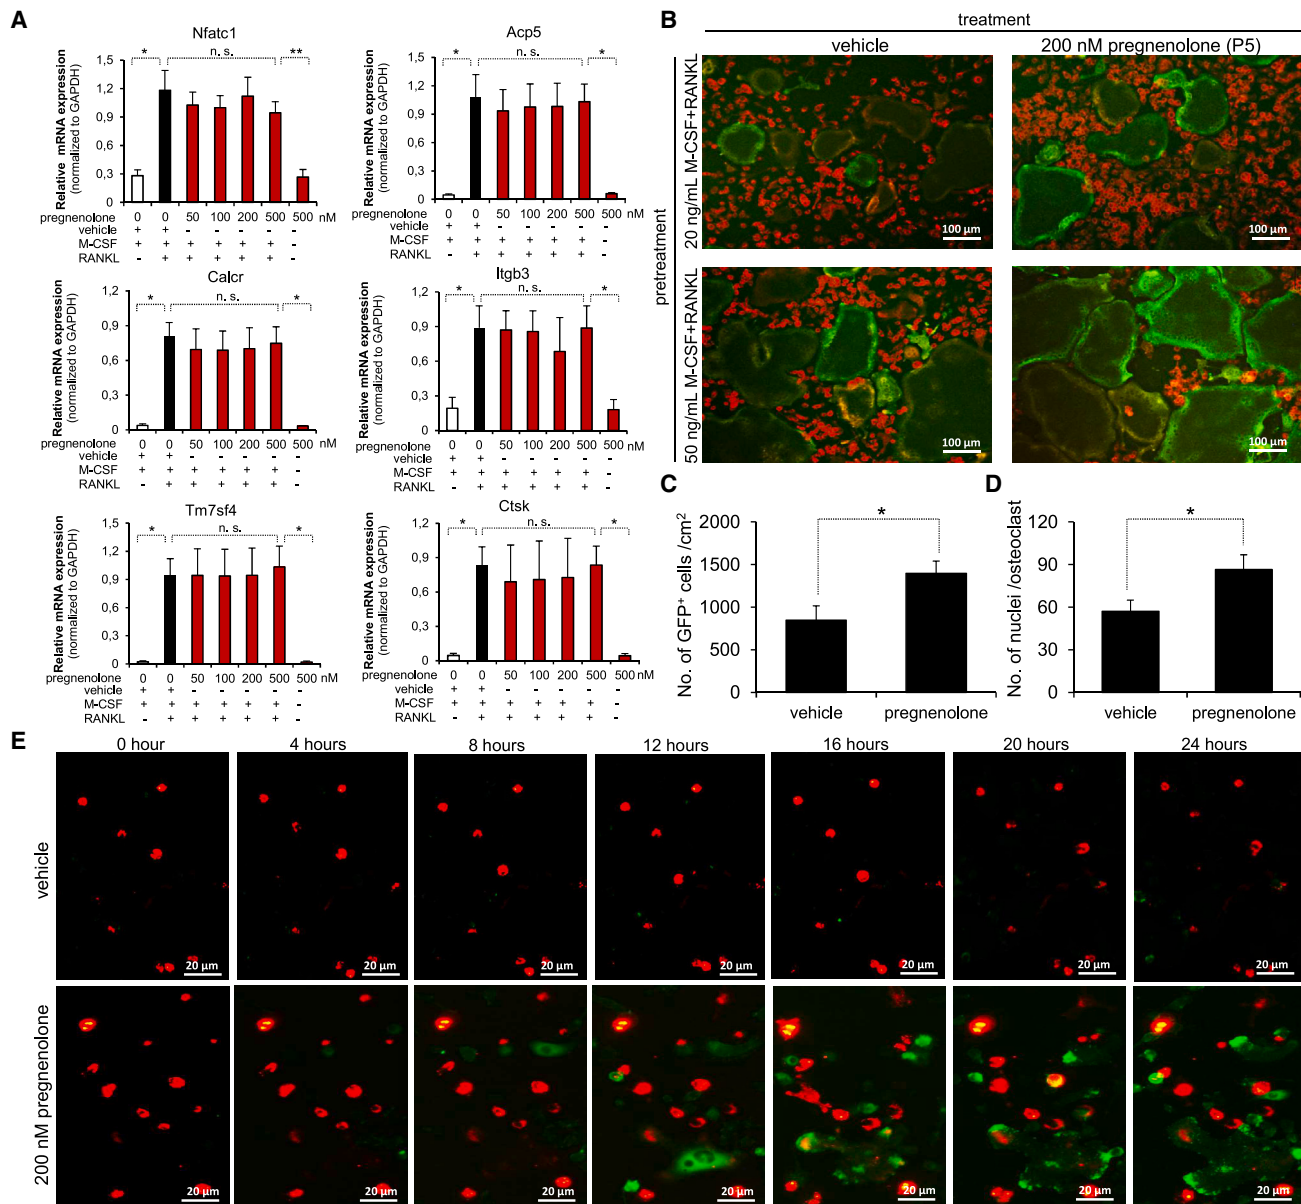 A
Nfatc1
Relative mRNA expression
(normalized to GAPDH)
1,5
1,2
0,9
0,6
0,3
0
* n. s. **
pregnenolone 0 0 50 100 200 500 500 nM
vehicle + + - - - - -
M-CSF + + + + + + -
RANKL - + + + + + -
Acp5
Relative mRNA expression
(normalized to GAPDH)
1,5
1,2
0,9
0,6
0,3
0
* n. s. *
pregnenolone 0 0 50 100 200 500 500 nM
vehicle + + - - - - -
M-CSF + + + + + + -
RANKL - + + + + + -
Calcr
Relative mRNA expression
(normalized to GAPDH)
1,2
0,9
0,6
0,3
0
* n. s. *
pregnenolone 0 0 50 100 200 500 500 nM
vehicle + + - - - - -
M-CSF + + + + + + -
RANKL - + + + + + -
Itgb3
Relative mRNA expression
(normalized to GAPDH)
1,2
0,9
0,6
0,3
0
* n. s. *
pregnenolone 0 0 50 100 200 500 500 nM
vehicle + + - - - - -
M-CSF + + + + + + -
RANKL - + + + + + -
Tm7sf4
Relative mRNA expression
(normalized to GAPDH)
1,5
1,2
0,9
0,6
0,3
0
* n. s. *
pregnenolone 0 0 50 100 200 500 500 nM
vehicle + + - - - - -
M-CSF + + + + + + -
RANKL - + + + + + -
Ctsk
Relative mRNA expression
(normalized to GAPDH)
1,5
1,2
0,9
0,6
0,3
0
* n. s. *
pregnenolone 0 0 50 100 200 500 500 nM
vehicle + + - - - - -
M-CSF + + + + + + -
RANKL - + + + + + -
B
treatment
vehicle 200 nM pregnenolone (P5)
pretreatment
20 ng/mL M-CSF+RANKL
100 µm 100 µm
50 ng/mL M-CSF+RANKL
100 µm 100 µm
C
No. of GFP⁺ cells /cm²
2000
1500
1000
500
0
*
vehicle pregnenolone
D
No. of nuclei /osteoclast
120
90
60
30
0
*
vehicle pregnenolone
E
0 hour 4 hours 8 hours 12 hours 16 hours 20 hours 24 hours
vehicle
20 µm 20 µm 20 µm 20 µm 20 µm 20 µm 20 µm
200 nM pregnenolone
20 µm 20 µm 20 µm 20 µm 20 µm 20 µm 20 µm